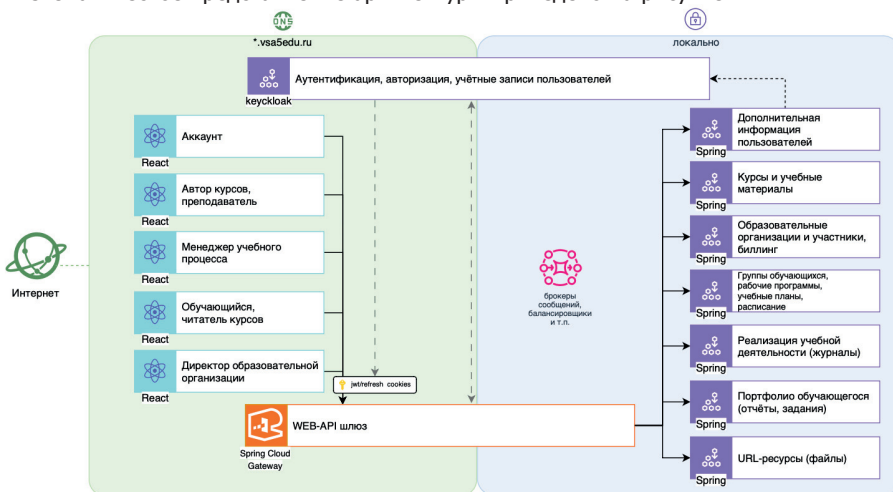 DNS
*.vsa5edu.ru
локально
Аутентификация, авторизация, учётные записи пользователей
keyckloak
Аккаунт
React
Автор курсов,
преподаватель
React
Менеджер учебного
процесса
React
Обучающийся,
читатель курсов
React
Директор образовательной
организации
React
Интернет
jwt/refresh cookies
WEB-API шлюз
Spring Cloud
Gateway
брокеры
сообщений,
балансировщики
и т.п.
Дополнительная
информация
пользователей
Spring
Курсы и учебные
материалы
Spring
Образовательные
организации и участники,
биллинг
Spring
Группы обучающихся,
рабочие программы,
учебные планы,
расписание
Spring
Реализация учебной
деятельности (журналы)
Spring
Портфолио обучающегося
(отчёты, задания)
Spring
URL-ресурсы (файлы)
Spring